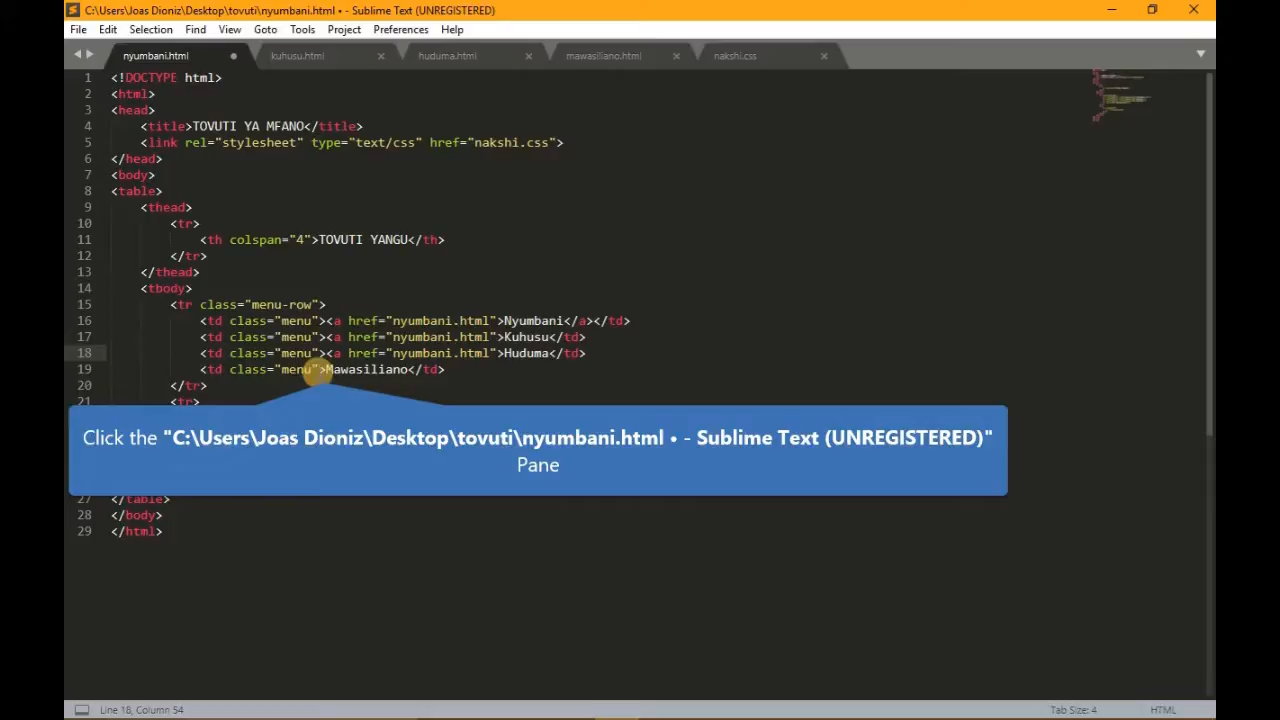 C:\Users\Joas Dioniz\Desktop\tovuti\nyumbani.html • - Sublime Text (UNREGISTERED)
File Edit Selection Find View Goto Tools Project Preferences Help
nyumbani.html kuhusu.html huduma.html mawasiliano.html nakshi.css
1 <!DOCTYPE html>
2 <html>
3 <head>
4 <title>TOVUTI YA MFANO</title>
5 <link rel="stylesheet" type="text/css" href="nakshi.css">
6 </head>
7 <body>
8 <table>
9 <thead>
10 <tr>
11 <th colspan="4">TOVUTI YANGU</th>
12 </tr>
13 </thead>
14 <tbody>
15 <tr class="menu-row">
16 <td class="menu"><a href="nyumbani.html">Nyumbani</a></td>
17 <td class="menu"><a href="nyumbani.html">Kuhusu</td>
18 <td class="menu"><a href="nyumbani.html">Huduma</td>
19 <td class="menu">Mawasiliano</td>
20 </tr>
21 <tr>
Click the "C:\Users\Joas Dioniz\Desktop\tovuti\nyumbani.html • - Sublime Text (UNREGISTERED)"
Pane
27 </table>
28 </body>
29 </html>
Line 18, Column 54 Tab Size: 4 HTML